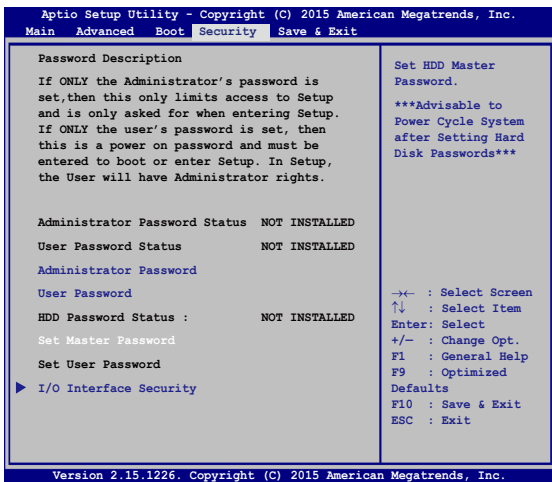 Aptio Setup Utility - Copyright (C) 2015 American Megatrends, Inc.
Main Advanced Boot Security Save & Exit
Password Description
If ONLY the Administrator's password is
set,then this only limits access to Setup
and is only asked for when entering Setup.
If ONLY the user's password is set, then
this is a power on password and must be
entered to boot or enter Setup. In Setup,
the User will have Administrator rights.
Administrator Password Status NOT INSTALLED
User Password Status NOT INSTALLED
Administrator Password
User Password
HDD Password Status : NOT INSTALLED
Set Master Password
Set User Password
I/O Interface Security
Set HDD Master
Password.
***Advisable to
Power Cycle System
after Setting Hard
Disk Passwords***
→← : Select Screen
↑↓ : Select Item
Enter: Select
+/— : Change Opt.
F1 : General Help
F9 : Optimized
Defaults
F10 : Save & Exit
ESC : Exit
Version 2.15.1226. Copyright (C) 2015 American Megatrends, Inc.